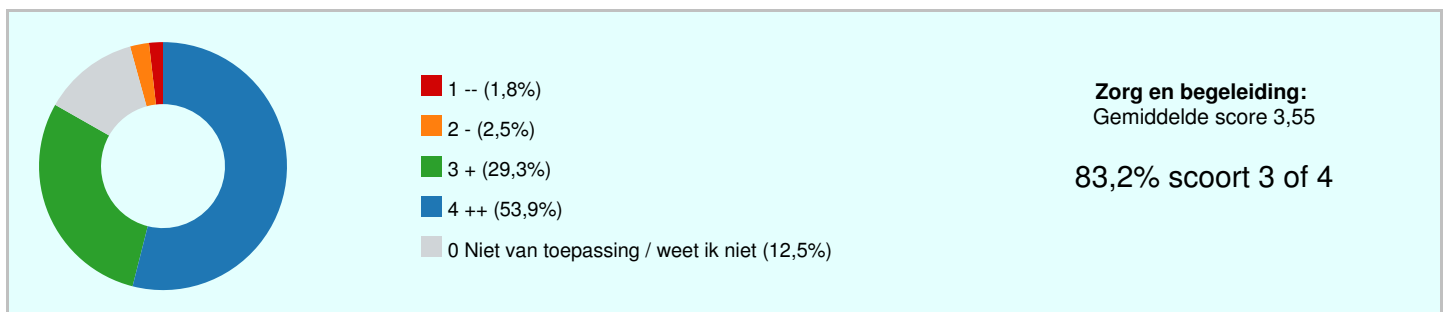 1 -- (1,8%)
2 - (2,5%)
3 + (29,3%)
4 ++ (53,9%)
0 Niet van toepassing / weet ik niet (12,5%)
Zorg en begeleiding:
Gemiddelde score 3,55
83,2% scoort 3 of 4